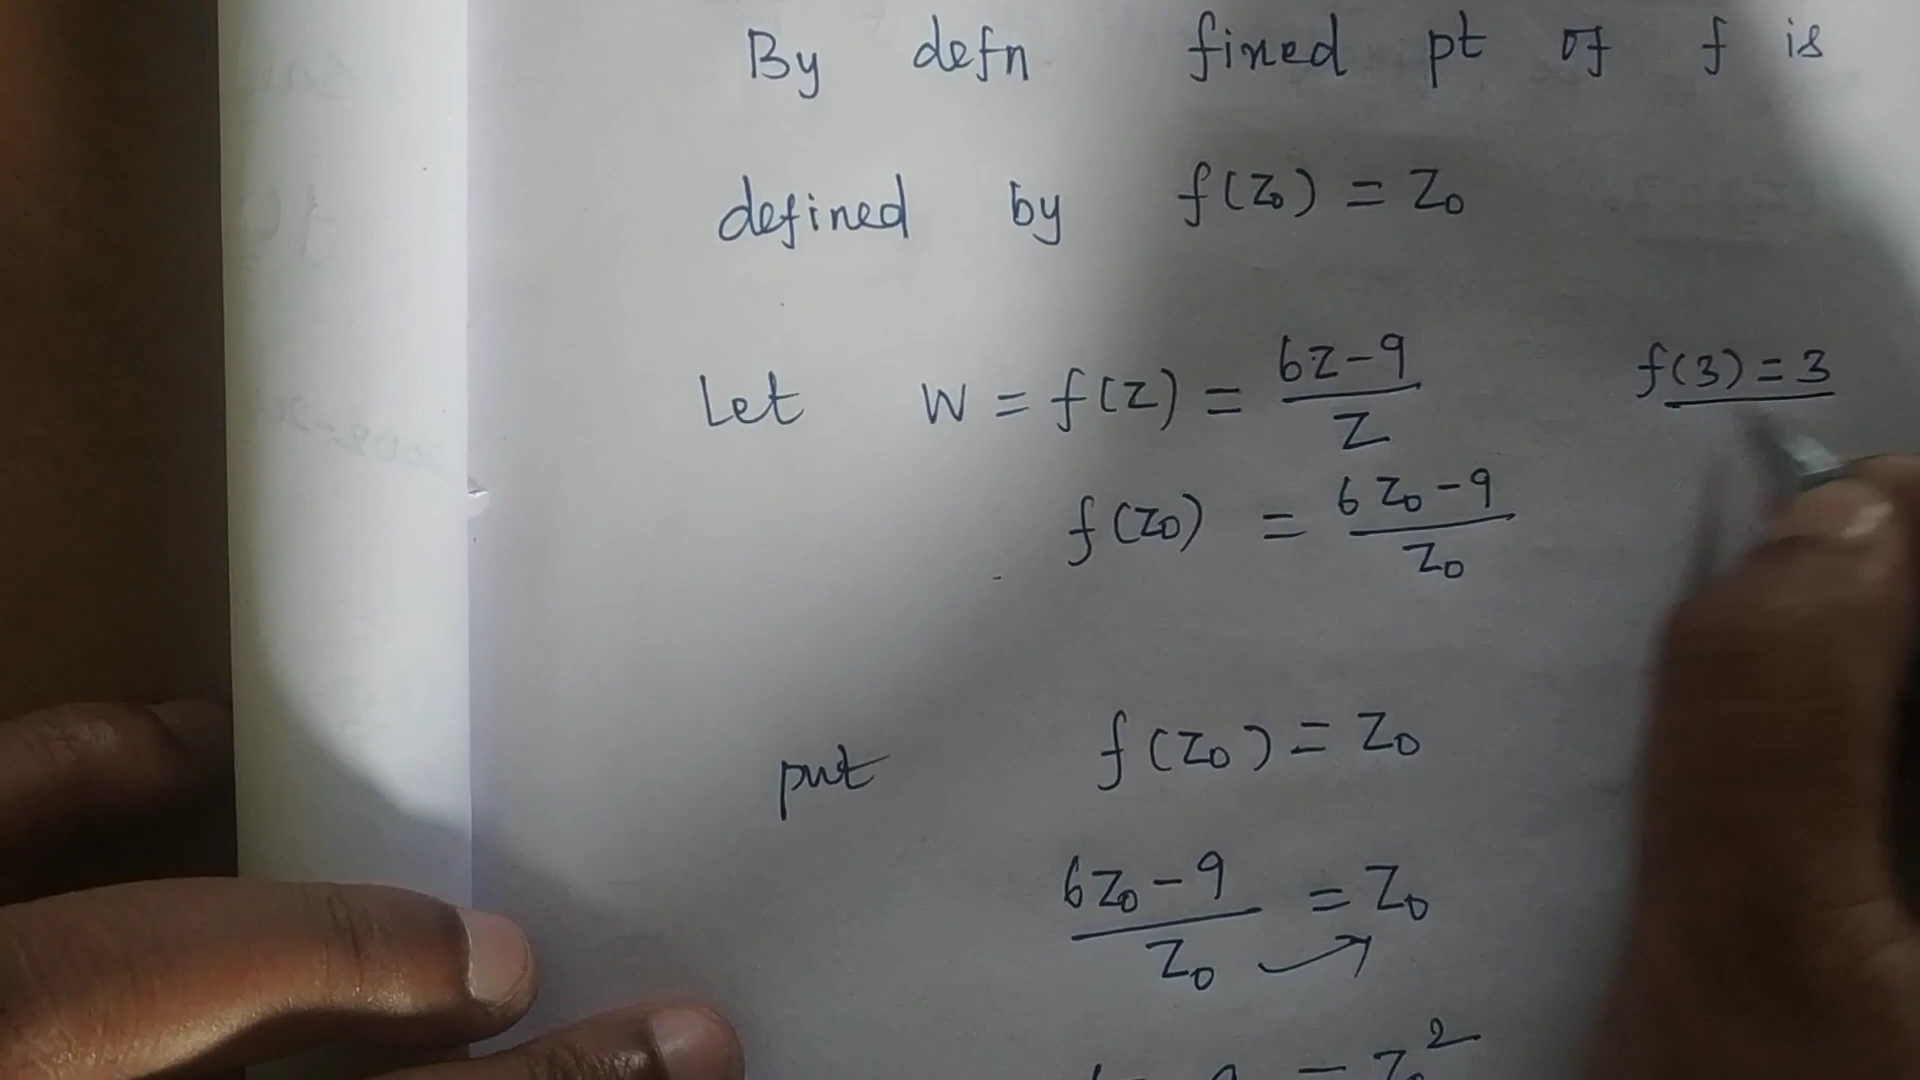 By defn fixed pt of f is
defined by f(z₀) = z₀
Let W = f(z) = (6z-9)/z f(3) = 3
f(z₀) = (6z₀-9)/z₀
put f(z₀) = z₀
(6z₀-9)/z₀ = z₀
= z₀²